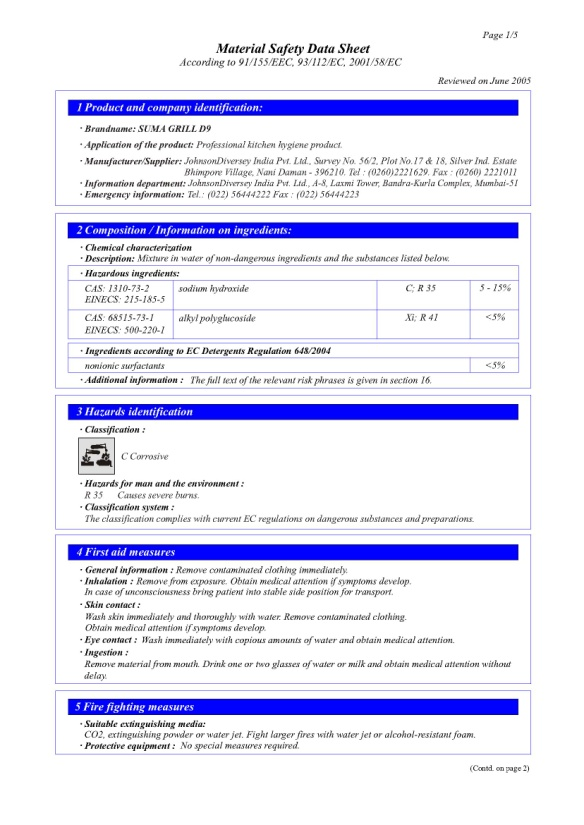 Page 1/5
Material Safety Data Sheet
According to 91/155/EEC, 93/112/EC, 2001/58/EC
Reviewed on June 2005
1 Product and company identification:
· Brandname: SUMA GRILL D9
· Application of the product: Professional kitchen hygiene product.
· Manufacturer/Supplier: JohnsonDiversey India Pvt. Ltd., Survey No. 56/2, Plot No.17 & 18, Silver Ind. Estate
Bhimpore Village, Nani Daman - 396210. Tel : (0260)2221629. Fax : (0260) 2221011
· Information department: JohnsonDiversey India Pvt. Ltd., A-8, Laxmi Tower, Bandra-Kurla Complex, Mumbai-51
· Emergency information: Tel.: (022) 56444222 Fax : (022) 56444223
2 Composition / Information on ingredients:
· Chemical characterization
· Description: Mixture in water of non-dangerous ingredients and the substances listed below.
· Hazardous ingredients:
CAS: 1310-73-2 sodium hydroxide C; R 35 5 - 15%
EINECS: 215-185-5
CAS: 68515-73-1 alkyl polyglucoside Xi; R 41 <5%
EINECS: 500-220-1
· Ingredients according to EC Detergents Regulation 648/2004
nonionic surfactants <5%
· Additional information : The full text of the relevant risk phrases is given in section 16.
3 Hazards identification
· Classification :
C Corrosive
· Hazards for man and the environment :
R 35 Causes severe burns.
· Classification system :
The classification complies with current EC regulations on dangerous substances and preparations.
4 First aid measures
· General information : Remove contaminated clothing immediately.
· Inhalation : Remove from exposure. Obtain medical attention if symptoms develop.
In case of unconsciousness bring patient into stable side position for transport.
· Skin contact :
Wash skin immediately and thoroughly with water. Remove contaminated clothing.
Obtain medical attention if symptoms develop.
· Eye contact : Wash immediately with copious amounts of water and obtain medical attention.
· Ingestion :
Remove material from mouth. Drink one or two glasses of water or milk and obtain medical attention without
delay.
5 Fire fighting measures
· Suitable extinguishing media:
CO2, extinguishing powder or water jet. Fight larger fires with water jet or alcohol-resistant foam.
· Protective equipment : No special measures required.
(Contd. on page 2)